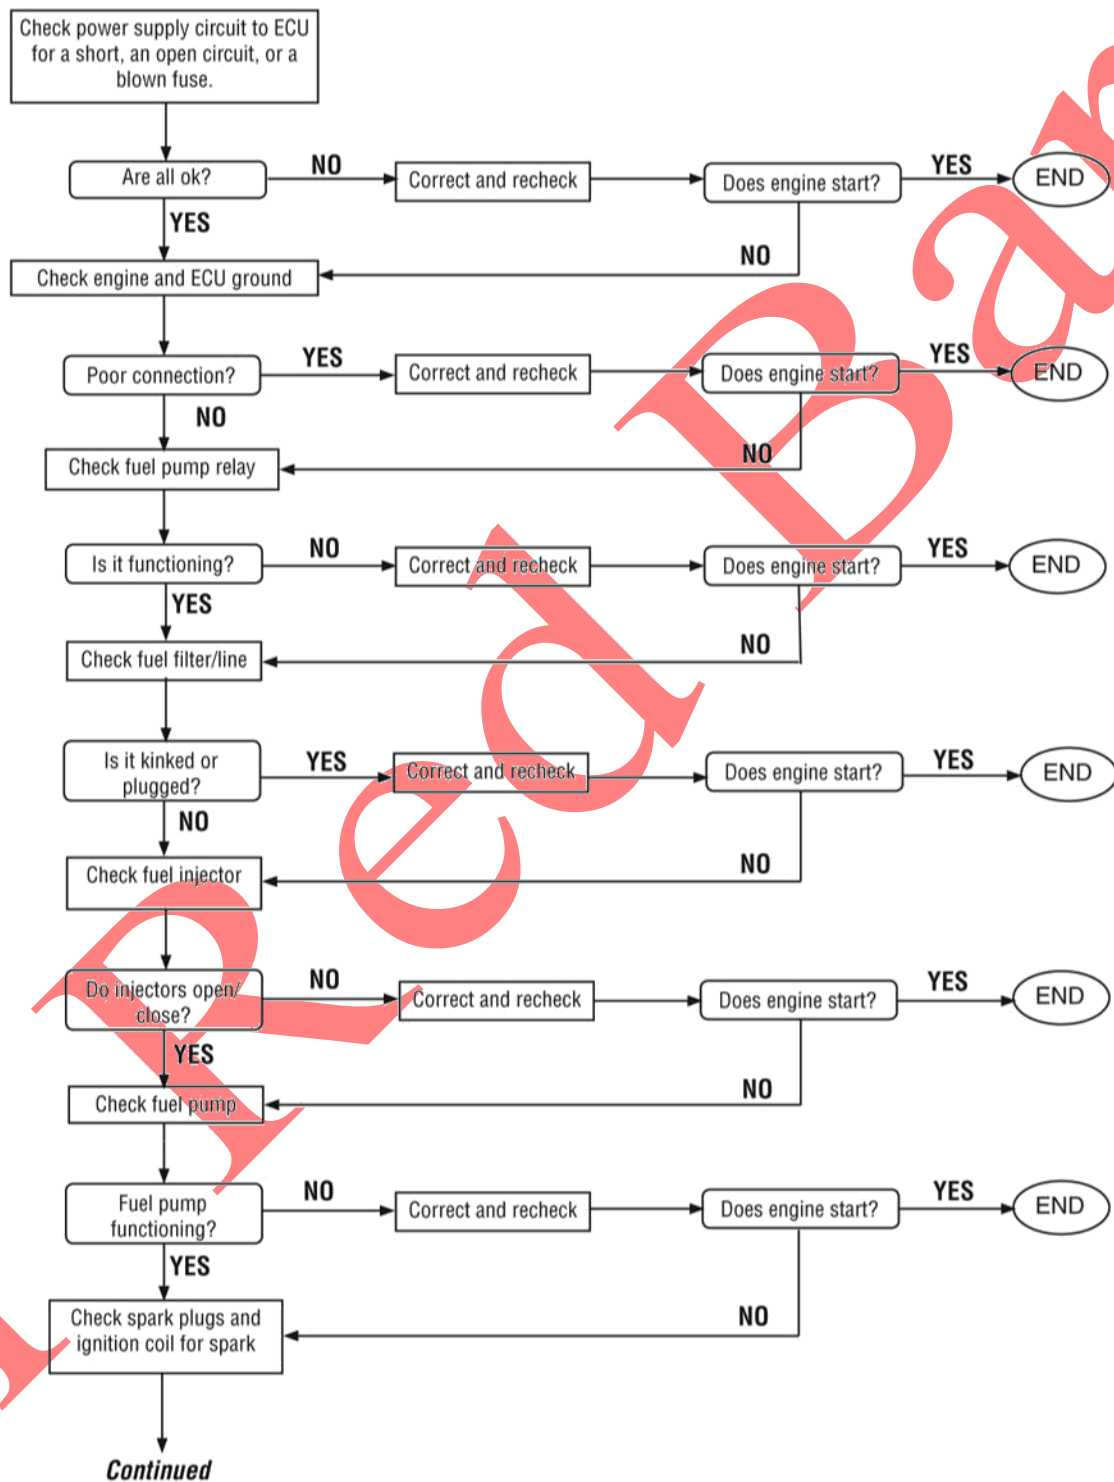 Check power supply circuit to ECU
for a short, an open circuit, or a
blown fuse.
Are all ok?
NO
Correct and recheck
Does engine start?
YES
END
YES
NO
Check engine and ECU ground
Poor connection?
YES
Correct and recheck
Does engine start?
YES
END
NO
NO
Check fuel pump relay
Is it functioning?
NO
Correct and recheck
Does engine start?
YES
END
YES
NO
Check fuel filter/line
Is it kinked or
plugged?
YES
Correct and recheck
Does engine start?
YES
END
NO
NO
Check fuel injector
Do injectors open/
close?
NO
Correct and recheck
Does engine start?
YES
END
YES
NO
Check fuel pump
Fuel pump
functioning?
NO
Correct and recheck
Does engine start?
YES
END
YES
NO
Check spark plugs and
ignition coil for spark
Continued
Red Bar